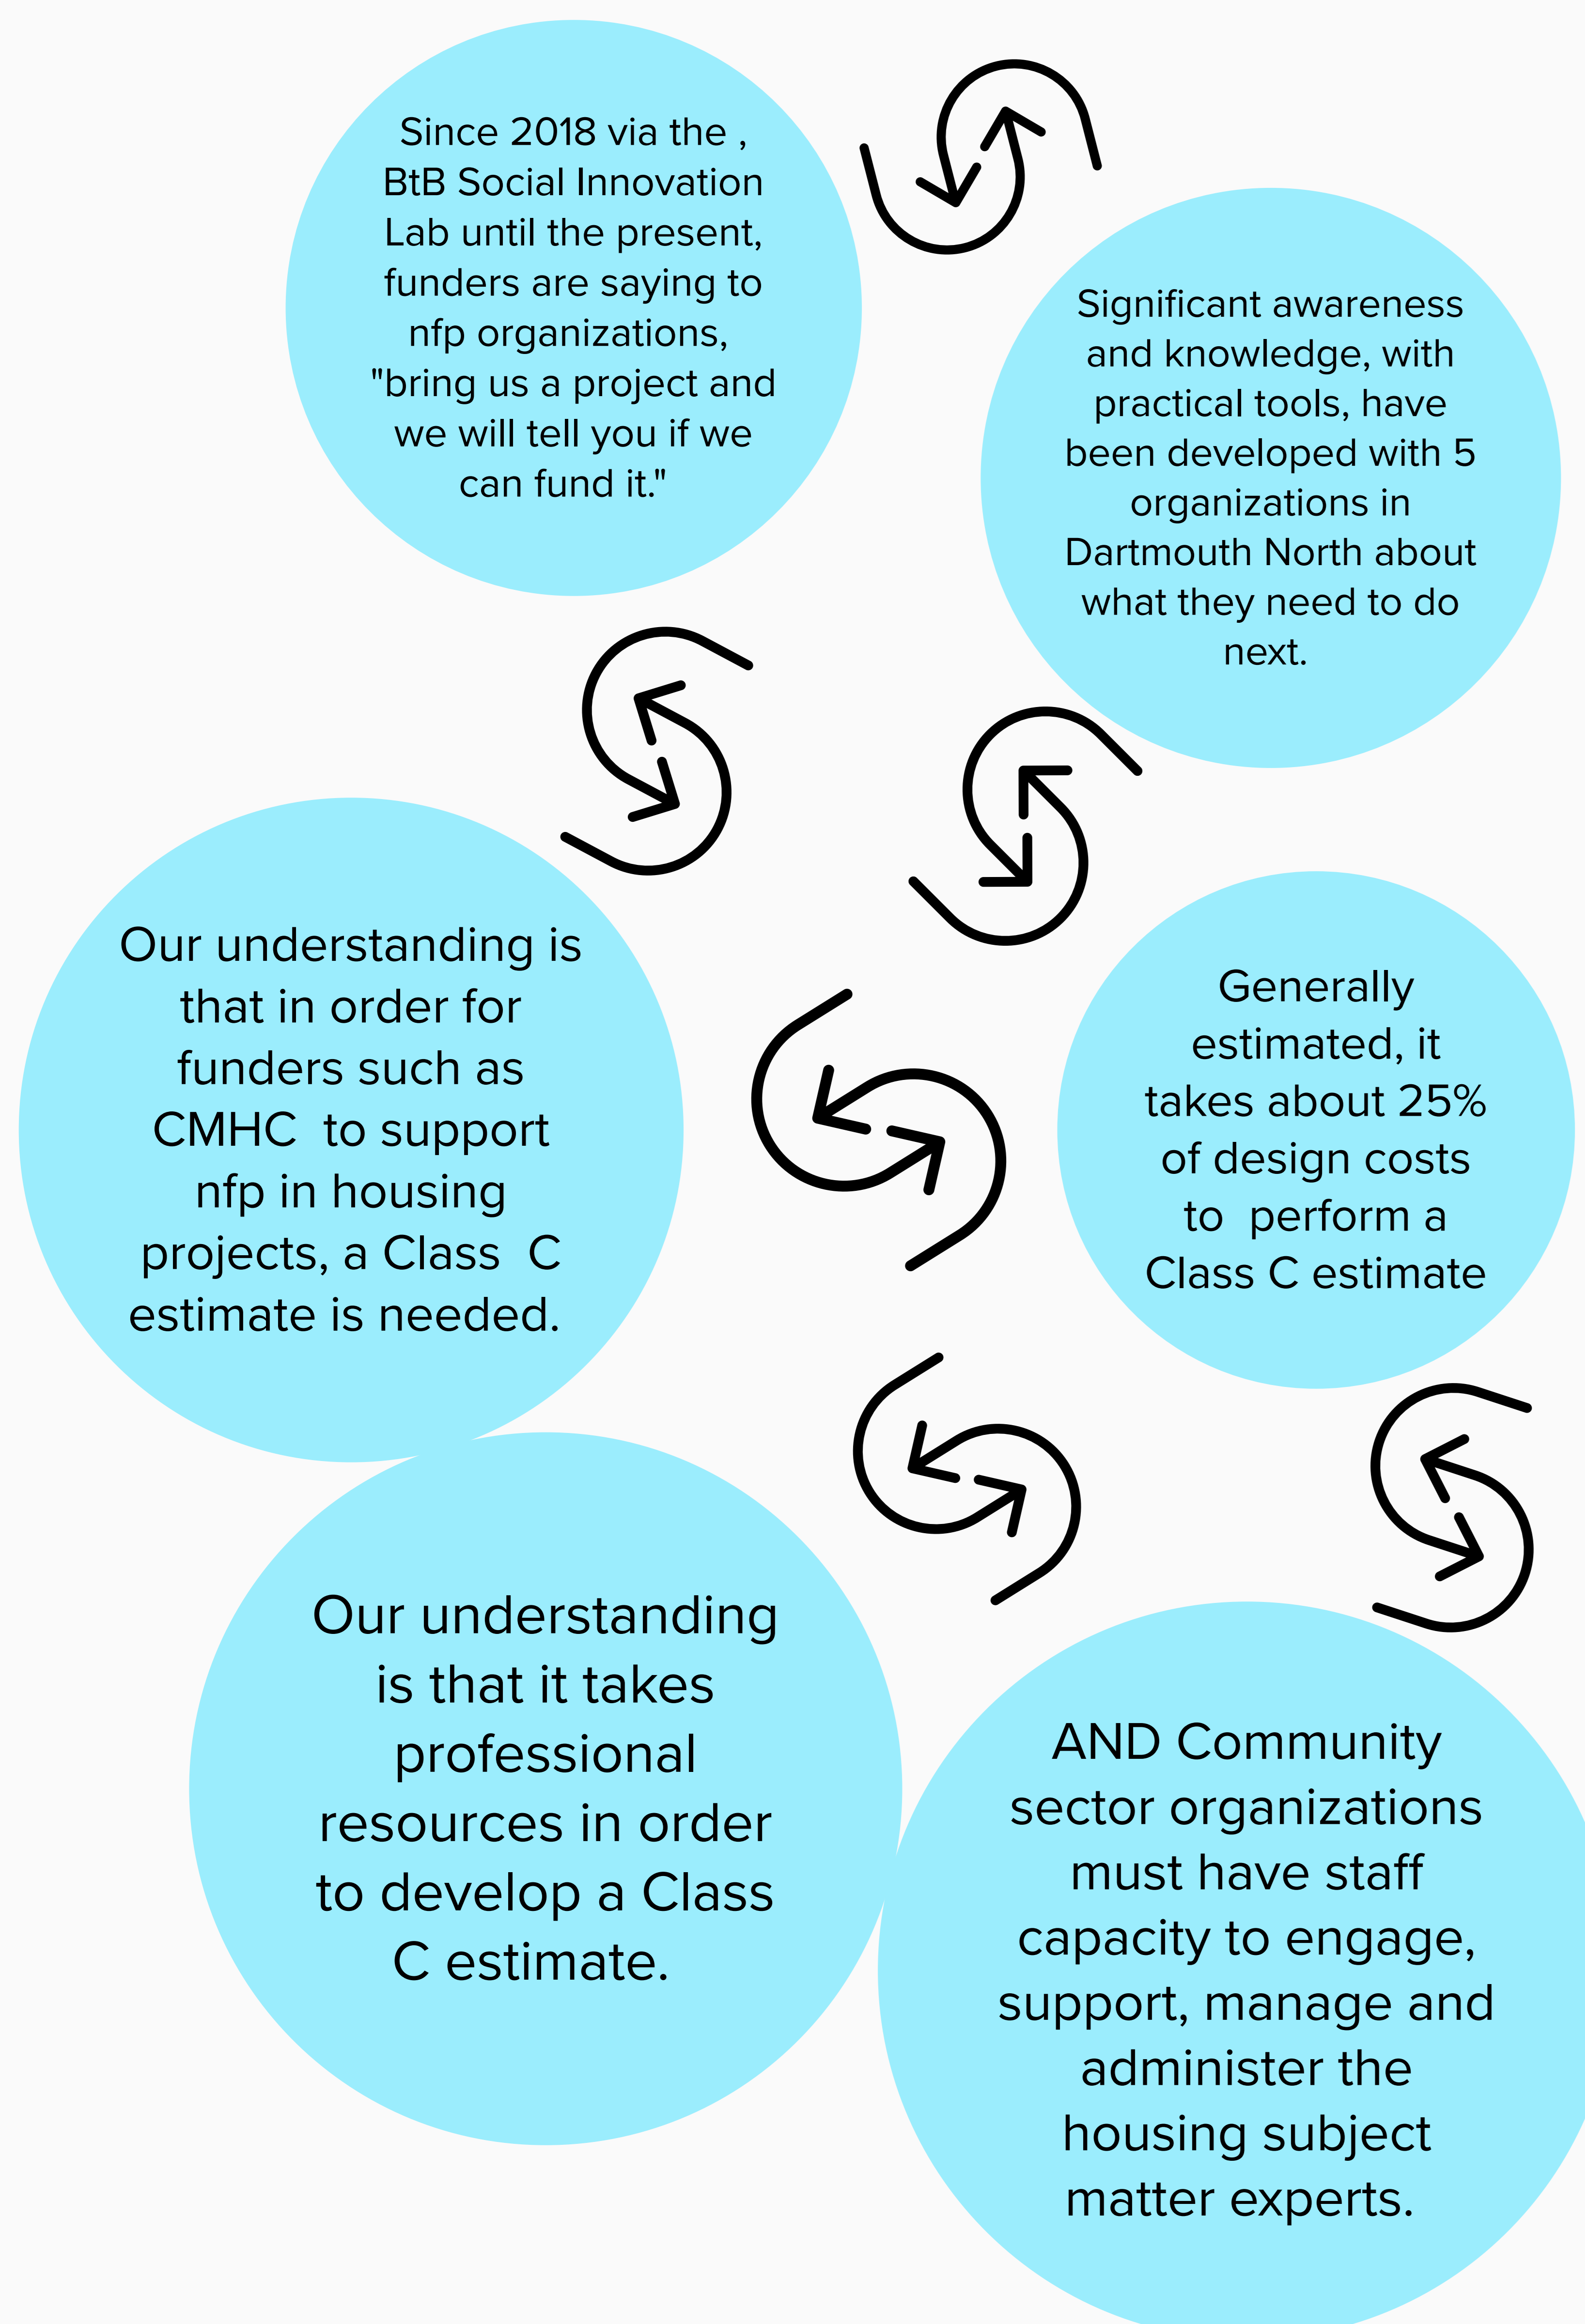 Since 2018 via the ,
BtB Social Innovation
Lab until the present,
funders are saying to
nfp organizations,
"bring us a project and
we will tell you if we
can fund it."
Significant awareness
and knowledge, with
practical tools, have
been developed with 5
organizations in
Dartmouth North about
what they need to do
next.
Our understanding is
that in order for
funders such as
CMHC  to support
nfp in housing
projects, a Class  C
estimate is needed.
Generally
estimated, it
takes about 25%
of design costs
to  perform a
Class C estimate
Our understanding
is that it takes
professional
resources in order
to develop a Class
C estimate.
AND Community
sector organizations
must have staff
capacity to engage,
support, manage and
administer the
housing subject
matter experts.